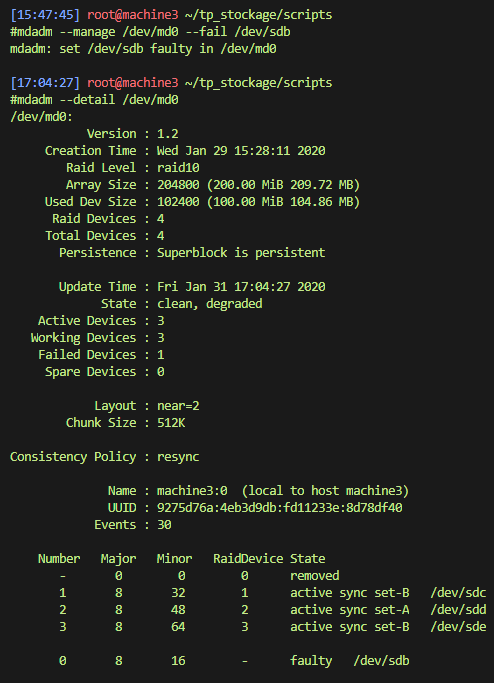 [15:47:45] root@machine3 ~/tp_stockage/scripts
#mdadm --manage /dev/md0 --fail /dev/sdb
mdadm: set /dev/sdb faulty in /dev/md0
[17:04:27] root@machine3 ~/tp_stockage/scripts
#mdadm --detail /dev/md0
/dev/md0:
Version : 1.2
Creation Time : Wed Jan 29 15:28:11 2020
Raid Level : raid10
Array Size : 204800 (200.00 MiB 209.72 MB)
Used Dev Size : 102400 (100.00 MiB 104.86 MB)
Raid Devices : 4
Total Devices : 4
Persistence : Superblock is persistent
Update Time : Fri Jan 31 17:04:27 2020
State : clean, degraded
Active Devices : 3
Working Devices : 3
Failed Devices : 1
Spare Devices : 0
Layout : near=2
Chunk Size : 512K
Consistency Policy : resync
Name : machine3:0  (local to host machine3)
UUID : 9275d76a:4eb3d9db:fd11233e:8d78df40
Events : 30
Number   Major   Minor   RaidDevice State
-       0        0        0      removed
1       8       32        1      active sync set-B   /dev/sdc
2       8       48        2      active sync set-A   /dev/sdd
3       8       64        3      active sync set-B   /dev/sde
0       8       16        -      faulty   /dev/sdb